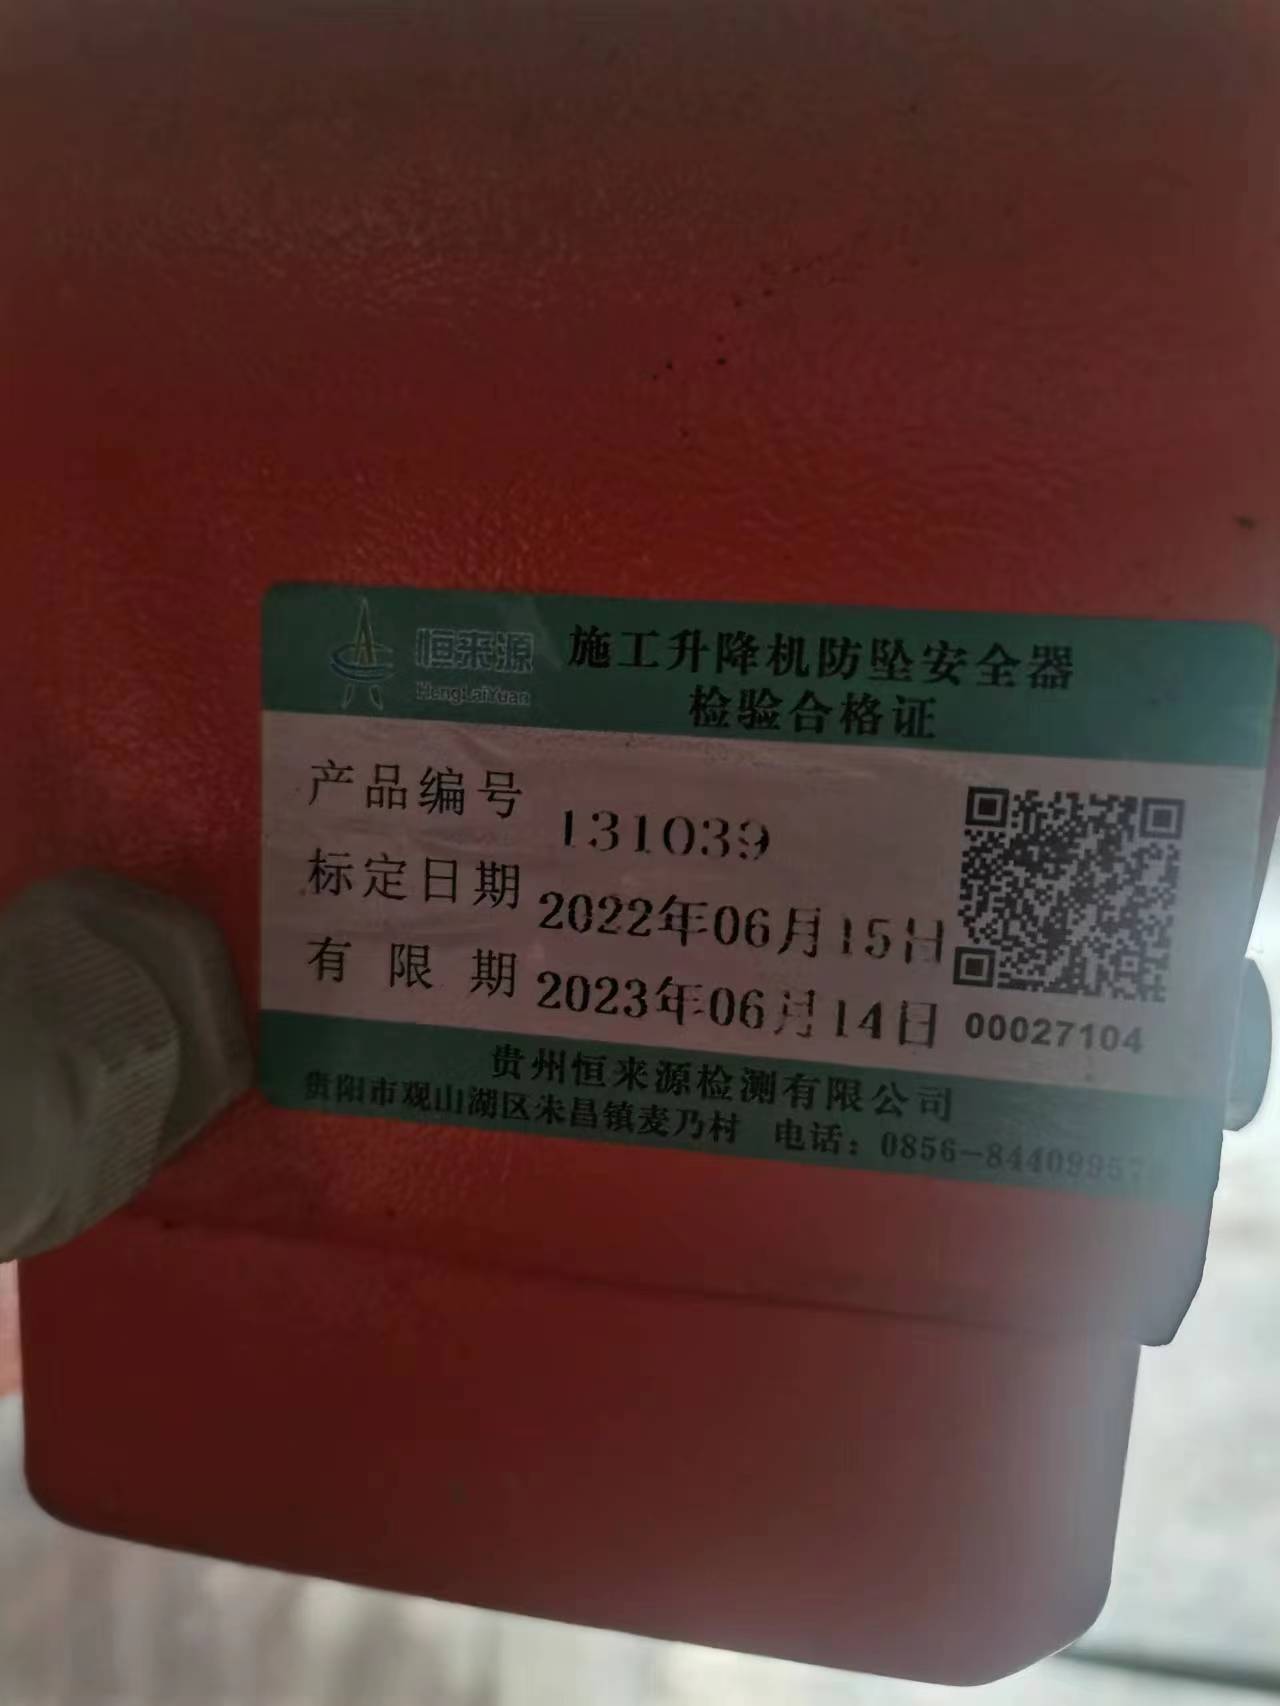 恒来源
HengLaiYuan
施工升降机防坠安全器
检验合格证
产品编号 131039
标定日期 2022年06月15日
有限期 2023年06月14日
00027104
贵州恒来源检测有限公司
贵阳市观山湖区朱昌镇麦乃村 电话：0856-84409957